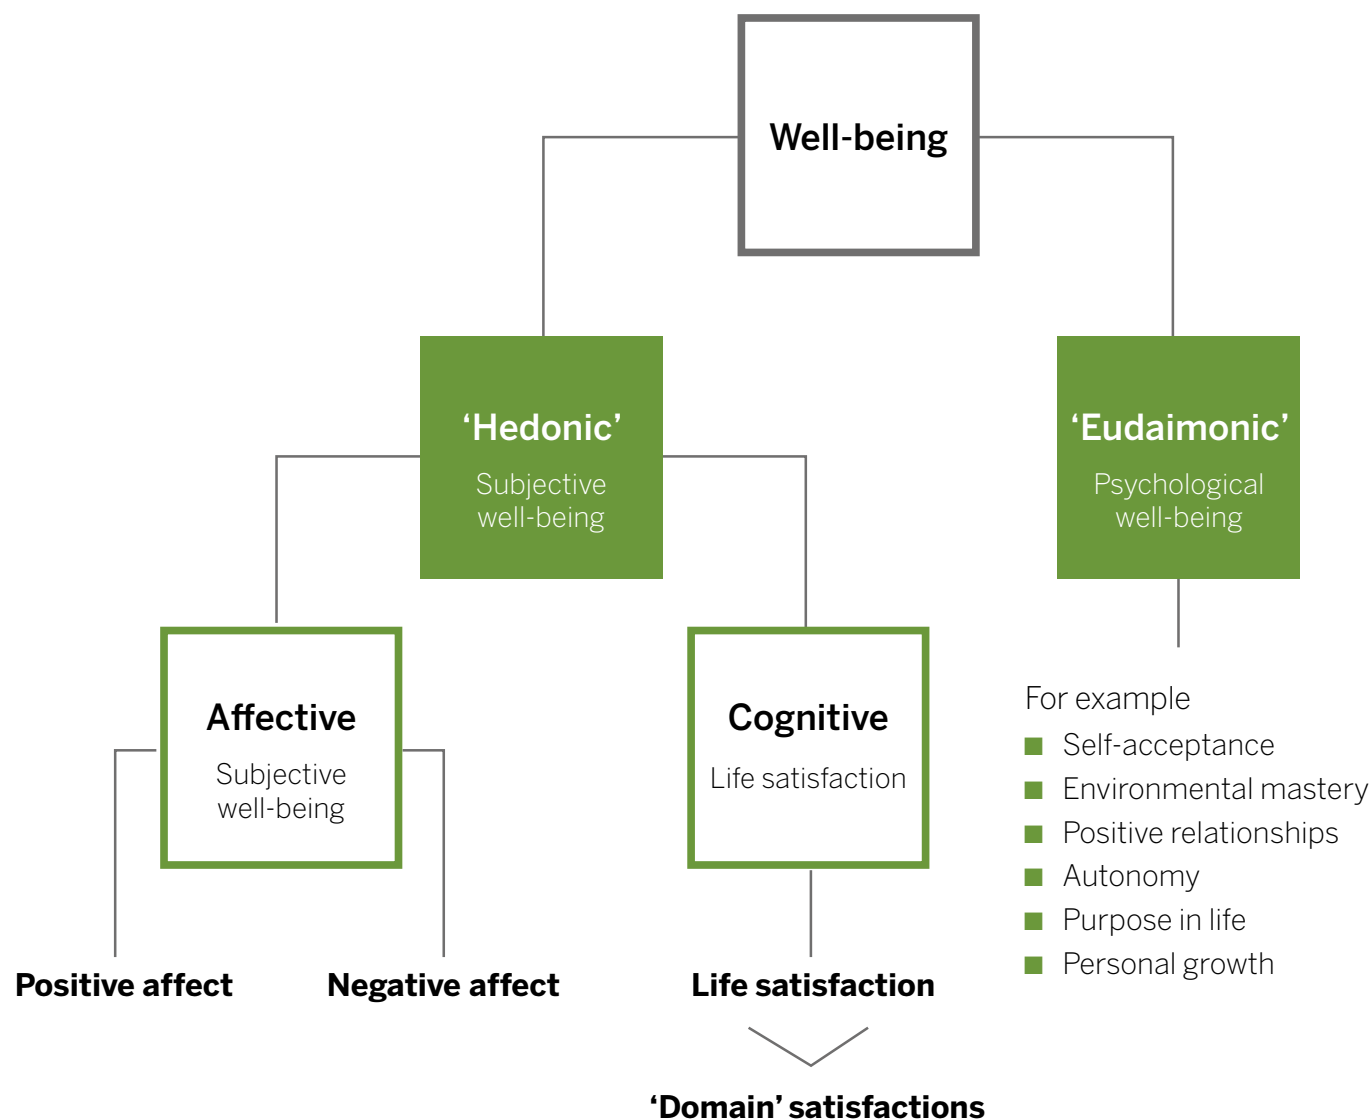 Well-being
‘Hedonic’
Subjective
well-being
‘Eudaimonic’
Psychological
well-being
Affective
Subjective
well-being
Cognitive
Life satisfaction
For example
Self-acceptance
Environmental mastery
Positive relationships
Autonomy
Purpose in life
Personal growth
Positive affect
Negative affect
Life satisfaction
‘Domain’ satisfactions